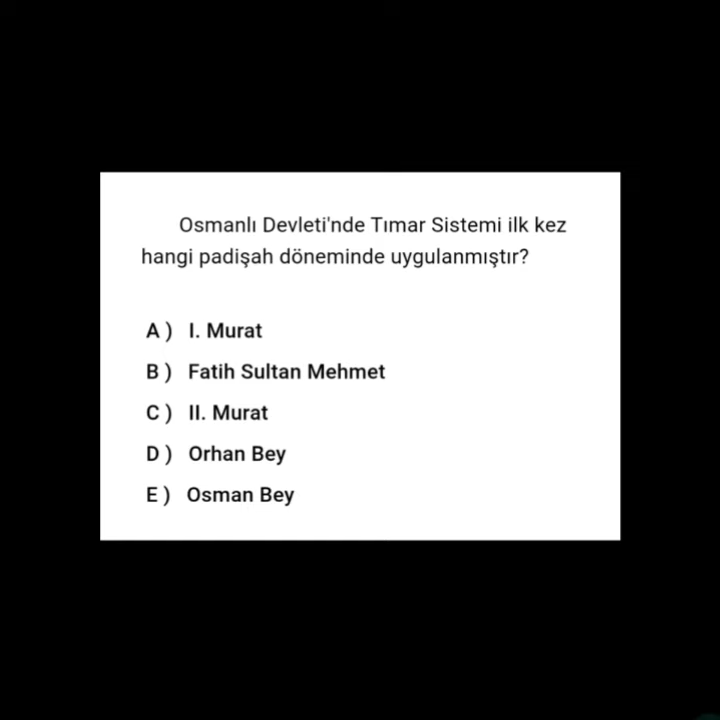 Osmanlı Devleti'nde Tımar Sistemi ilk kez
hangi padişah döneminde uygulanmıştır?
A) I. Murat
B) Fatih Sultan Mehmet
C) II. Murat
D) Orhan Bey
E) Osman Bey